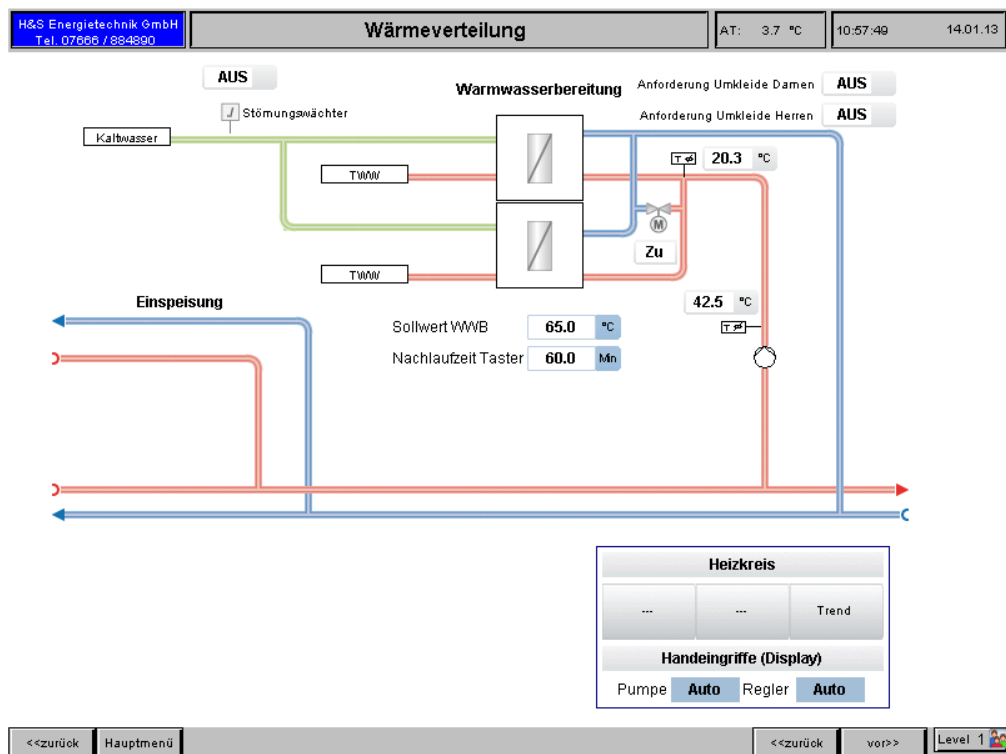 H&S Energietechnik GmbH
Tel. 07666 / 884890
Wärmeverteilung
AT: 3.7 °C
10:57:49 14.01.13
AUS
Warmwasserbereitung
Anforderung Umkleide Damen AUS
J Störnungswächter
Anforderung Umkleide Herren AUS
Kaltwasser
T 20.3 °C
TWW
M
Zu
TWW
Einspeisung
42.5 °C
Sollwert WWB 65.0 °C
T
Nachlaufzeit Taster 60.0 Min
Heizkreis
--- --- Trend
Handeingriffe (Display)
Pumpe Auto Regler Auto
<<zurück Hauptmenü <<zurück vor>> Level 1